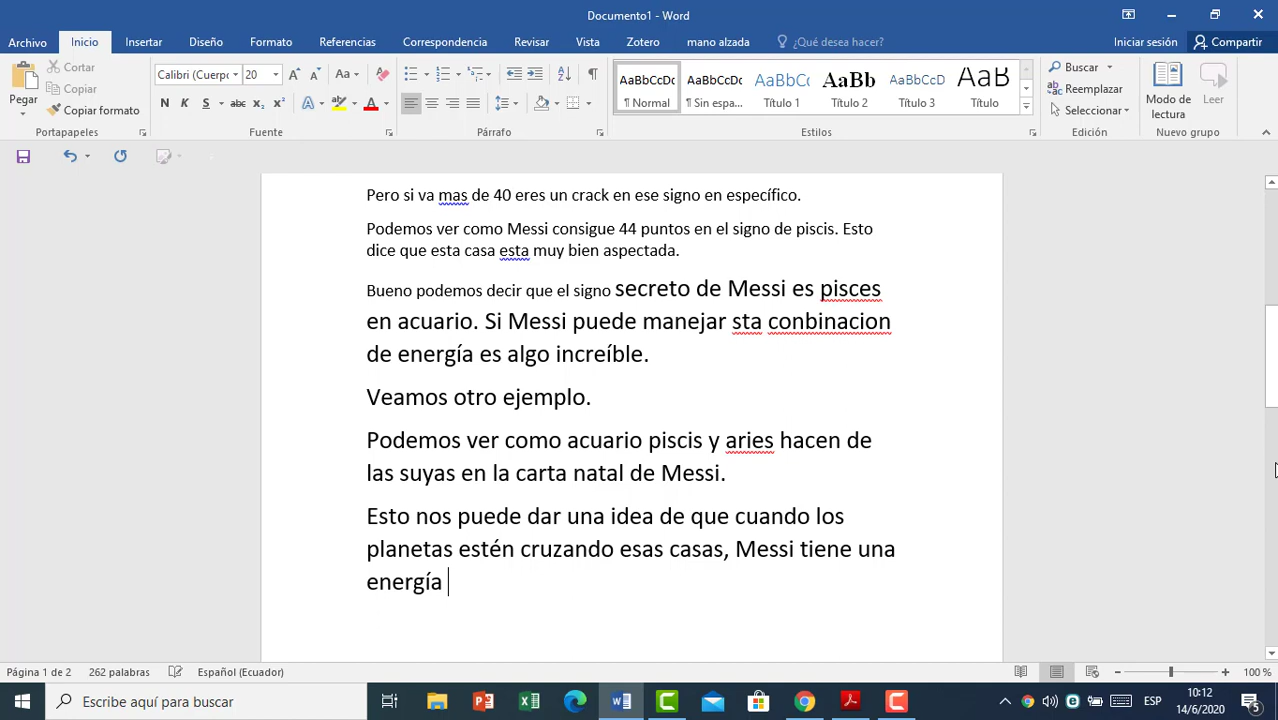 Documento1 - Word
Archivo Inicio Insertar Diseño Formato Referencias Correspondencia Revisar Vista Zotero mano alzada ¿Qué desea hacer? Iniciar sesión Compartir
Pegar Cortar Copiar Copiar formato Portapapeles
Calibri (Cuerpo 20 Aa N K S abc x₂ x² A A Fuente
Párrafo
AaBbCcDc ¶ Normal AaBbCcDc ¶ Sin espa... AaBbCc Título 1 AaBb Título 2 AaBbCcD Título 3 AaB Título Estilos
Buscar Reemplazar Seleccionar Edición
Modo de lectura Leer Nuevo grupo
Pero si va mas de 40 eres un crack en ese signo en específico.
Podemos ver como Messi consigue 44 puntos en el signo de piscis. Esto
dice que esta casa esta muy bien aspectada.
Bueno podemos decir que el signo secreto de Messi es pisces
en acuario. Si Messi puede manejar sta conbinacion
de energía es algo increíble.
Veamos otro ejemplo.
Podemos ver como acuario piscis y aries hacen de
las suyas en la carta natal de Messi.
Esto nos puede dar una idea de que cuando los
planetas estén cruzando esas casas, Messi tiene una
energía
Página 1 de 2 262 palabras Español (Ecuador) 100 %
Escribe aquí para buscar ESP 10:12
14/6/2020 5